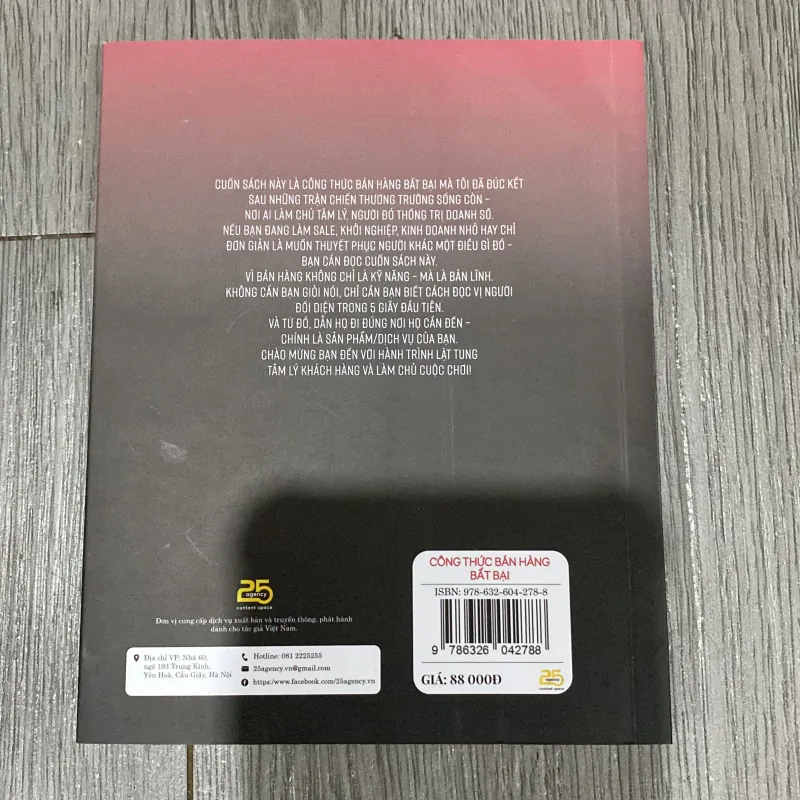 CUỐN SÁCH NÀY LÀ CÔNG THỨC BÁN HÀNG BẤT BẠI MÀ TÔI ĐÃ ĐÚC KẾT
SAU NHỮNG TRẬN CHIẾN THƯƠNG TRƯỜNG SỐNG CÒN –
NƠI AI LÀM CHỦ TÂM LÝ, NGƯỜI ĐÓ THỐNG TRỊ DOANH SỐ.
NẾU BẠN ĐANG LÀM SALE, KHỞI NGHIỆP, KINH DOANH NHỎ HAY CHỈ
ĐƠN GIẢN LÀ MUỐN THUYẾT PHỤC NGƯỜI KHÁC MỘT ĐIỀU GÌ ĐÓ –
BẠN CẦN ĐỌC CUỐN SÁCH NÀY.
VÌ BÁN HÀNG KHÔNG CHỈ LÀ KỸ NĂNG – MÀ LÀ BẢN LĨNH.
KHÔNG CẦN BẠN GIỎI NÓI, CHỈ CẦN BẠN BIẾT CÁCH ĐỌC VỊ NGƯỜI
ĐỐI DIỆN TRONG 5 GIÂY ĐẦU TIÊN.
VÀ TỪ ĐÓ, DẪN HỌ ĐI ĐÚNG NƠI HỌ CẦN ĐẾN –
CHÍNH LÀ SẢN PHẨM/DỊCH VỤ CỦA BẠN.
CHÀO MỪNG BẠN ĐẾN VỚI HÀNH TRÌNH LẬT TUNG
TÂM LÝ KHÁCH HÀNG VÀ LÀM CHỦ CUỘC CHƠI!
25
agency
content space
Đơn vị cung cấp dịch vụ xuất bản và truyền thông, phát hành
dành cho tác giả Việt Nam.
Địa chỉ VP: Nhà 60,
ngõ 193 Trung Kính,
Yên Hoà, Cầu Giấy, Hà Nội
Hotline: 081 2225255
25agency.vn@gmail.com
https:/www.facebook.com/25agency.vn
CÔNG THỨC BÁN HÀNG
BẤT BẠI
ISBN: 978-632-604-278-8
9 786326 042788
GIÁ: 88 000Đ
25
agency
content space